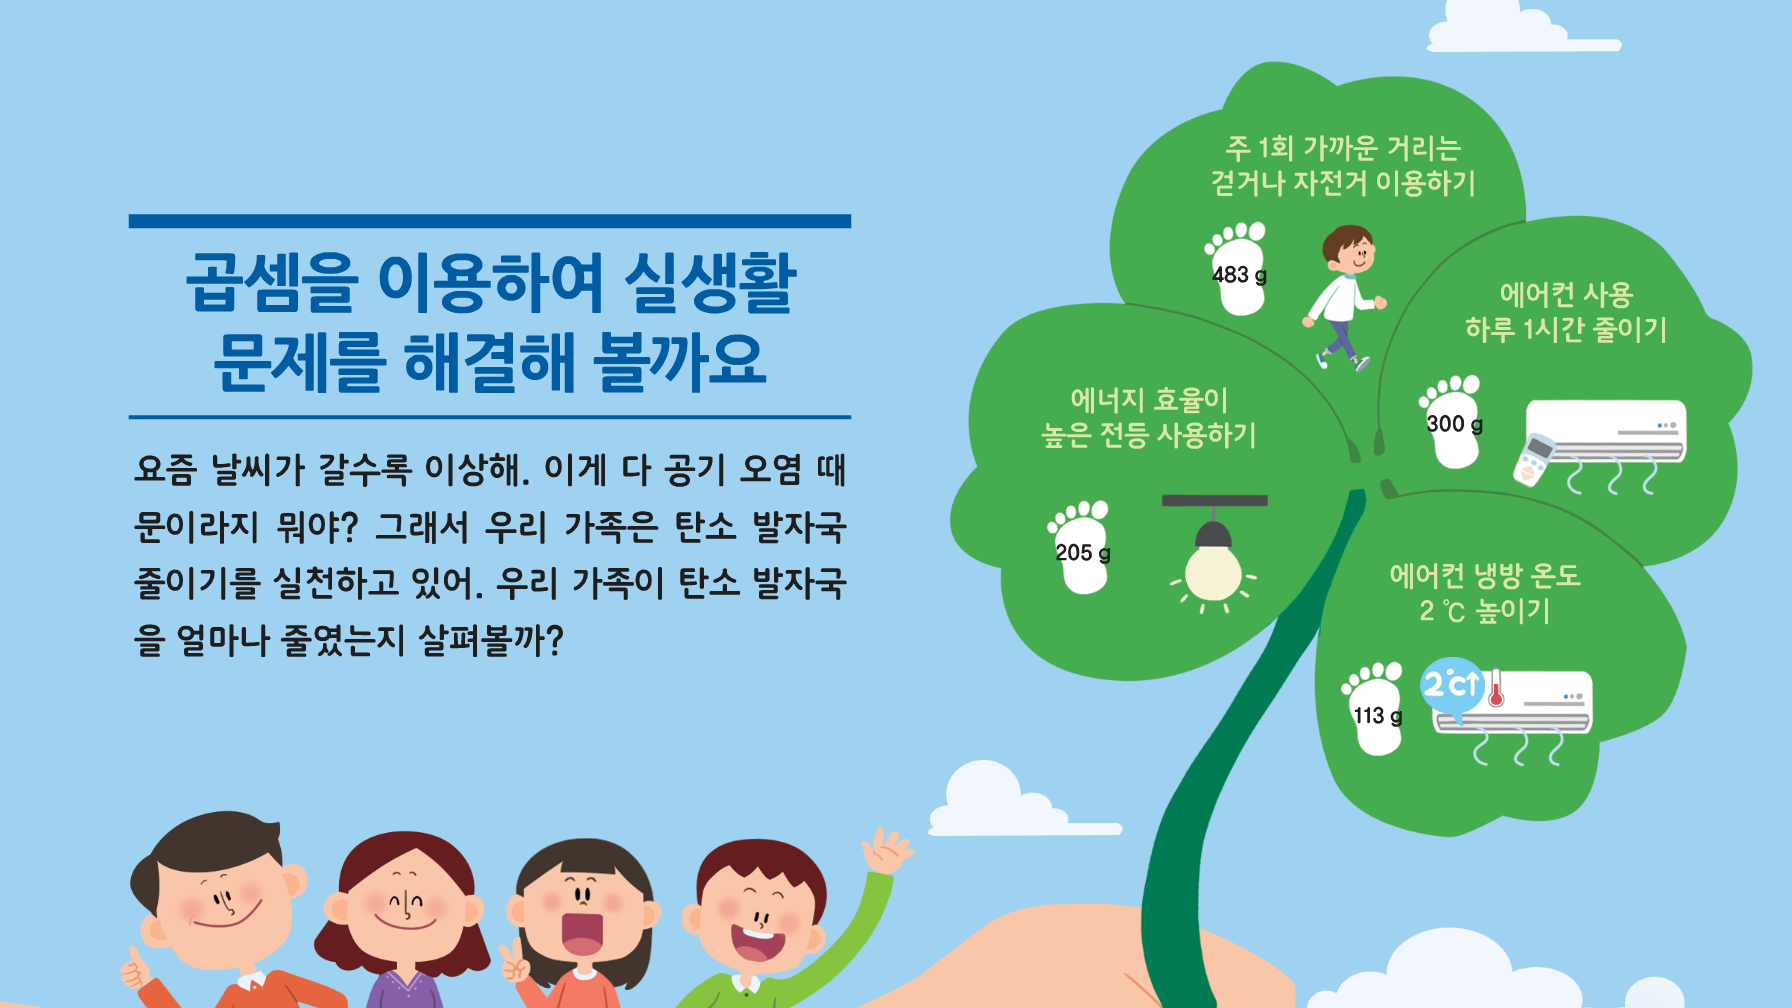 곱셈을 이용하여 실생활
문제를 해결해 볼까요
요즘 날씨가 갈수록 이상해. 이게 다 공기 오염 때
문이라지 뭐야? 그래서 우리 가족은 탄소 발자국
줄이기를 실천하고 있어. 우리 가족이 탄소 발자국
을 얼마나 줄였는지 살펴볼까?
주 1회 가까운 거리는
걷거나 자전거 이용하기
483 g
에어컨 사용
하루 1시간 줄이기
300 g
에너지 효율이
높은 전등 사용하기
205 g
에어컨 냉방 온도
2 ℃ 높이기
2℃↑
113 g